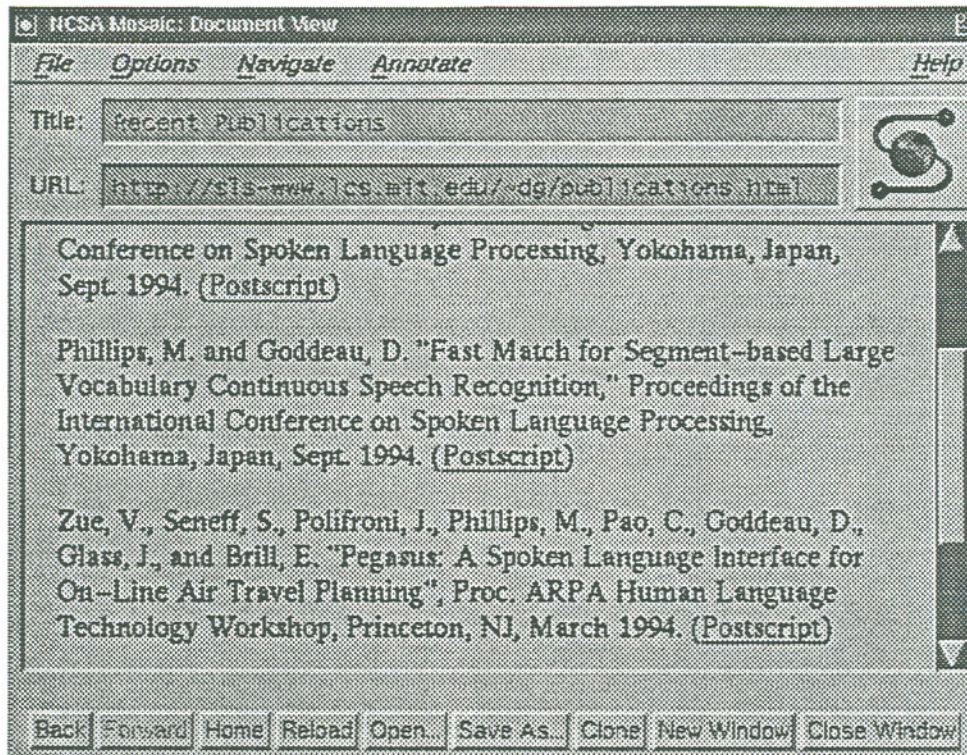 NCSA Mosaic: Document View
File Options Navigate Annotate Help
Title: Recent Publications
URL: http://sls-www.lcs.mit.edu/~dg/publications.html
Conference on Spoken Language Processing, Yokohama, Japan,
Sept. 1994. (Postscript)
Phillips, M. and Goddeau, D. "Fast Match for Segment-based Large
Vocabulary Continuous Speech Recognition," Proceedings of the
International Conference on Spoken Language Processing,
Yokohama, Japan, Sept. 1994. (Postscript)
Zue, V., Seneff, S., Polifroni, J., Phillips, M., Pao, C., Goddeau, D.,
Glass, J., and Brill, E. "Pegasus: A Spoken Language Interface for
On-Line Air Travel Planning", Proc. ARPA Human Language
Technology Workshop, Princeton, NJ, March 1994. (Postscript)
Back Forward Home Reload Open... Save As... Clone New Window Close Window